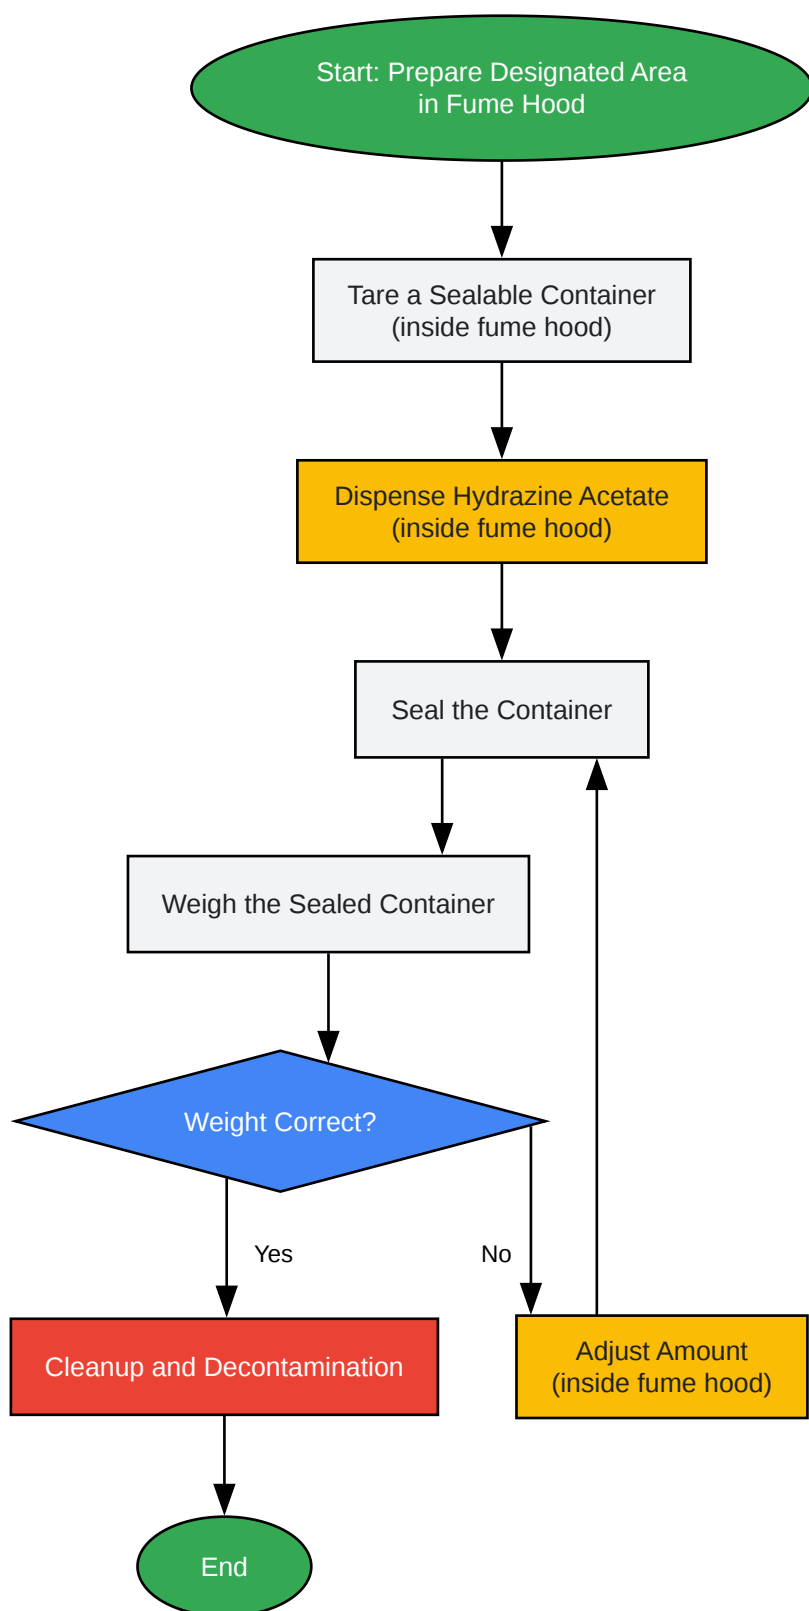 Start: Prepare Designated Area
in Fume Hood
Tare a Sealable Container
(inside fume hood)
Dispense Hydrazine Acetate
(inside fume hood)
Seal the Container
Weigh the Sealed Container
Weight Correct?
Yes
No
Adjust Amount
(inside fume hood)
Cleanup and Decontamination
End